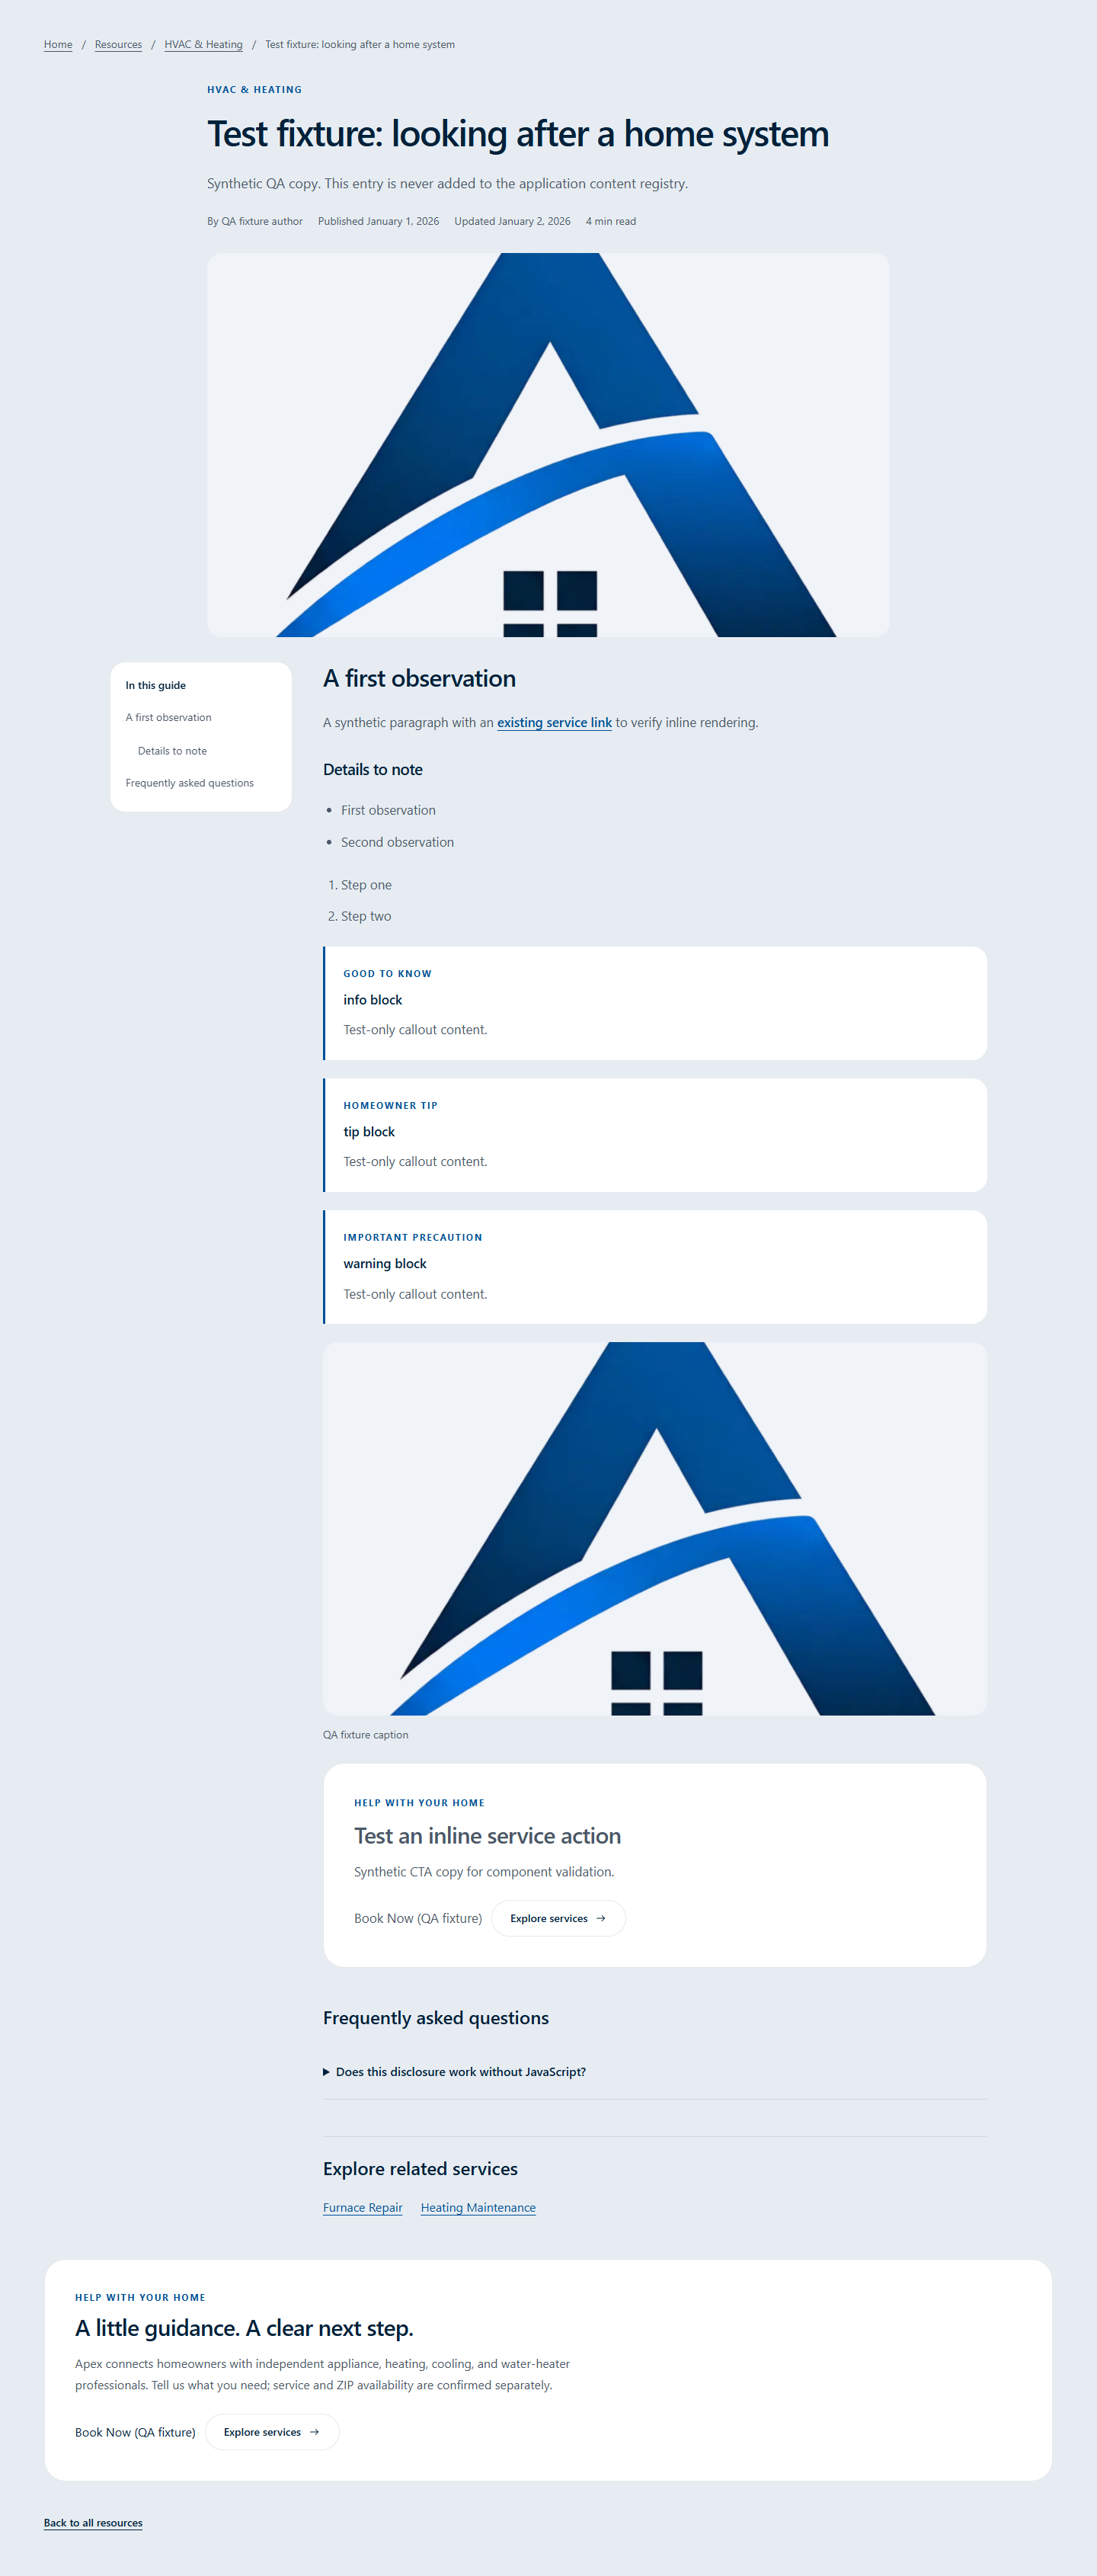 Home / Resources / HVAC & Heating / Test fixture: looking after a home system
HVAC & HEATING
Test fixture: looking after a home system
Synthetic QA copy. This entry is never added to the application content registry.
By QA fixture author Published January 1, 2026 Updated January 2, 2026 4 min read
In this guide
A first observation
Details to note
Frequently asked questions
A first observation
A synthetic paragraph with an existing service link to verify inline rendering.
Details to note
• First observation
• Second observation
1. Step one
2. Step two
GOOD TO KNOW
info block
Test-only callout content.
HOMEOWNER TIP
tip block
Test-only callout content.
IMPORTANT PRECAUTION
warning block
Test-only callout content.
QA fixture caption
HELP WITH YOUR HOME
Test an inline service action
Synthetic CTA copy for component validation.
Book Now (QA fixture) Explore services →
Frequently asked questions
▶ Does this disclosure work without JavaScript?
Explore related services
Furnace Repair Heating Maintenance
HELP WITH YOUR HOME
A little guidance. A clear next step.
Apex connects homeowners with independent appliance, heating, cooling, and water-heater
professionals. Tell us what you need; service and ZIP availability are confirmed separately.
Book Now (QA fixture) Explore services →
Back to all resources